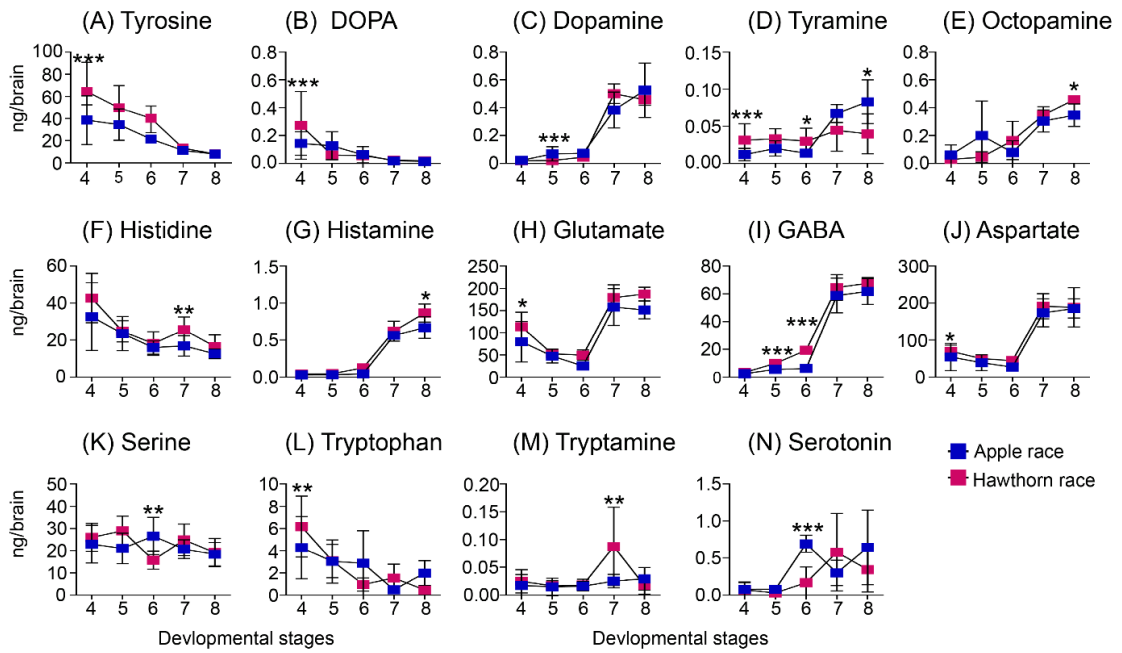 (A) Tyrosine (B) DOPA (C) Dopamine (D) Tyramine (E) Octopamine
ng/brain
100 80 60 40 20 0
***
4 5 6 7 8
0.8 0.6 0.4 0.2 0.0
***
4 5 6 7 8
0.8 0.6 0.4 0.2 0.0
***
4 5 6 7 8
0.15 0.10 0.05 0.00
*** * *
4 5 6 7 8
0.8 0.6 0.4 0.2 0.0
*
4 5 6 7 8
(F) Histidine (G) Histamine (H) Glutamate (I) GABA (J) Aspartate
ng/brain
60 40 20 0
**
4 5 6 7 8
1.5 1.0 0.5 0.0
*
4 5 6 7 8
250 200 150 100 50 0
*
4 5 6 7 8
80 60 40 20 0
*** ***
4 5 6 7 8
300 200 100 0
*
4 5 6 7 8
(K) Serine (L) Tryptophan (M) Tryptamine (N) Serotonin
ng/brain
50 40 30 20 10 0
**
4 5 6 7 8
10 8 6 4 2 0
**
4 5 6 7 8
0.20 0.15 0.10 0.05 0.00
**
4 5 6 7 8
1.5 1.0 0.5 0.0
***
4 5 6 7 8
Apple race
Hawthorn race
Devlopmental stages Devlopmental stages